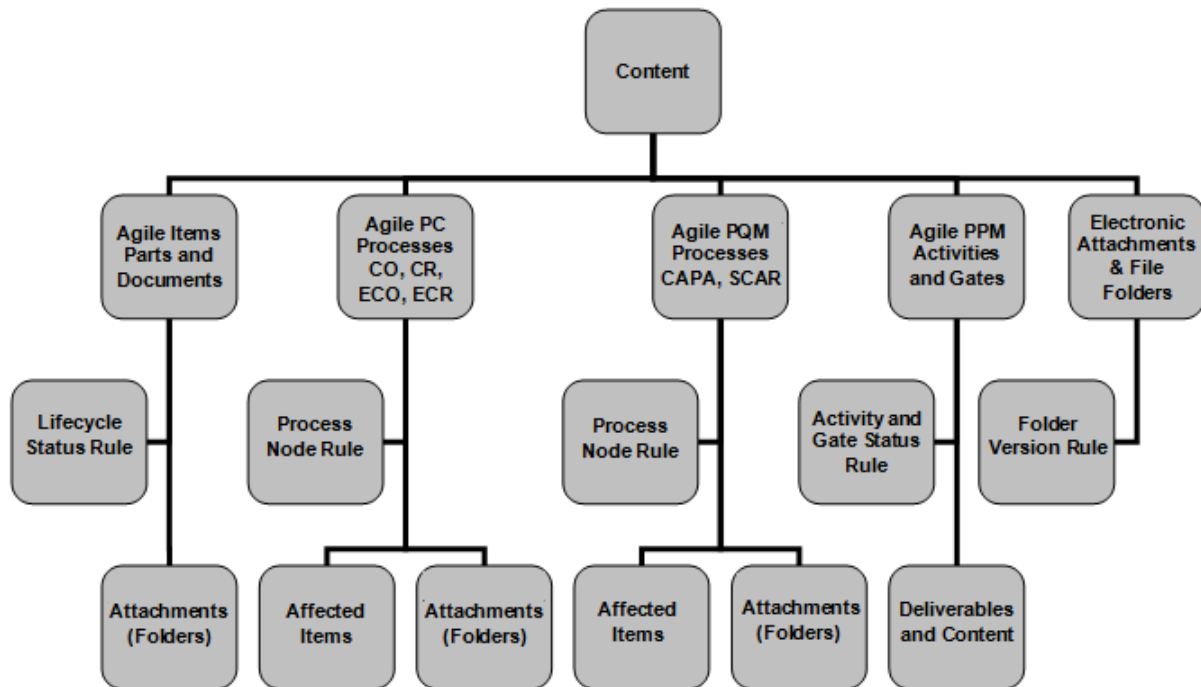 Content
Agile Items
Parts and
Documents
Agile PC
Processes
CO, CR,
ECO, ECR
Agile PQM
Processes
CAPA, SCAR
Agile PPM
Activities
and Gates
Electronic
Attachments
& File
Folders
Lifecycle
Status Rule
Process
Node Rule
Process
Node Rule
Activity and
Gate Status
Rule
Folder
Version Rule
Attachments
(Folders)
Affected
Items
Attachments
(Folders)
Affected
Items
Attachments
(Folders)
Deliverables
and Content